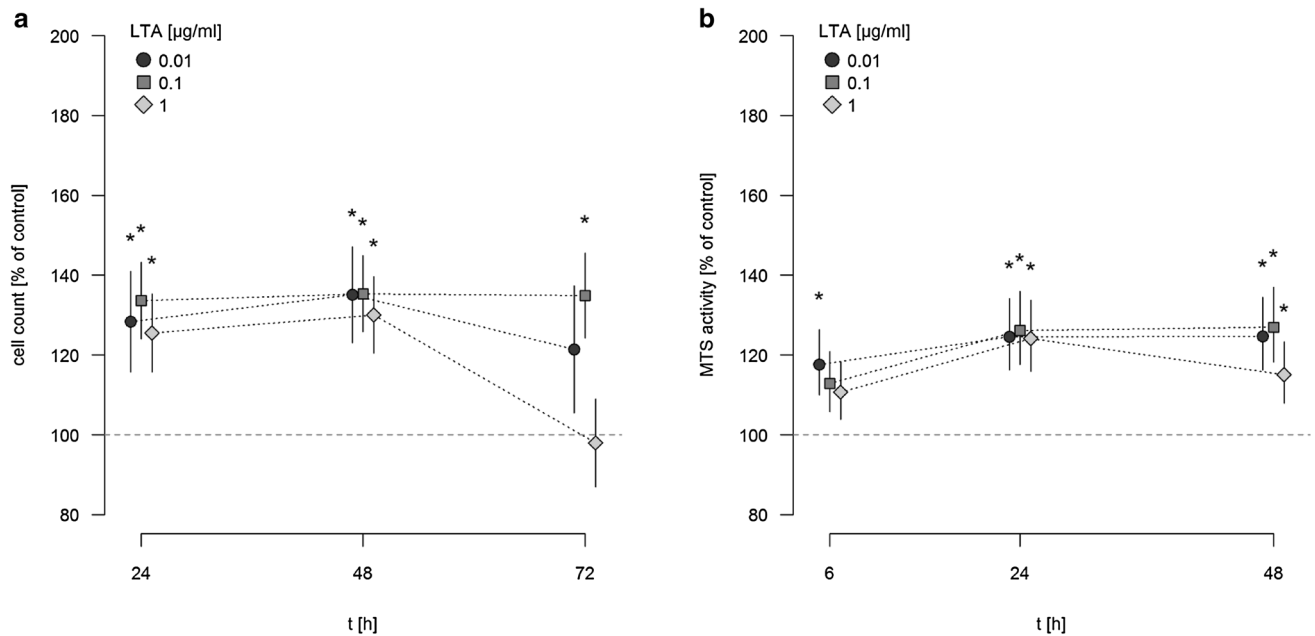 a
LTA [µg/ml]
0.01
0.1
1
200
180
160
140
120
100
80
cell count [% of control]
* * *
* * *
*
24 48 72
t [h]
b
LTA [µg/ml]
0.01
0.1
1
200
180
160
140
120
100
80
MTS activity [% of control]
*
* * *
* * *
6 24 48
t [h]